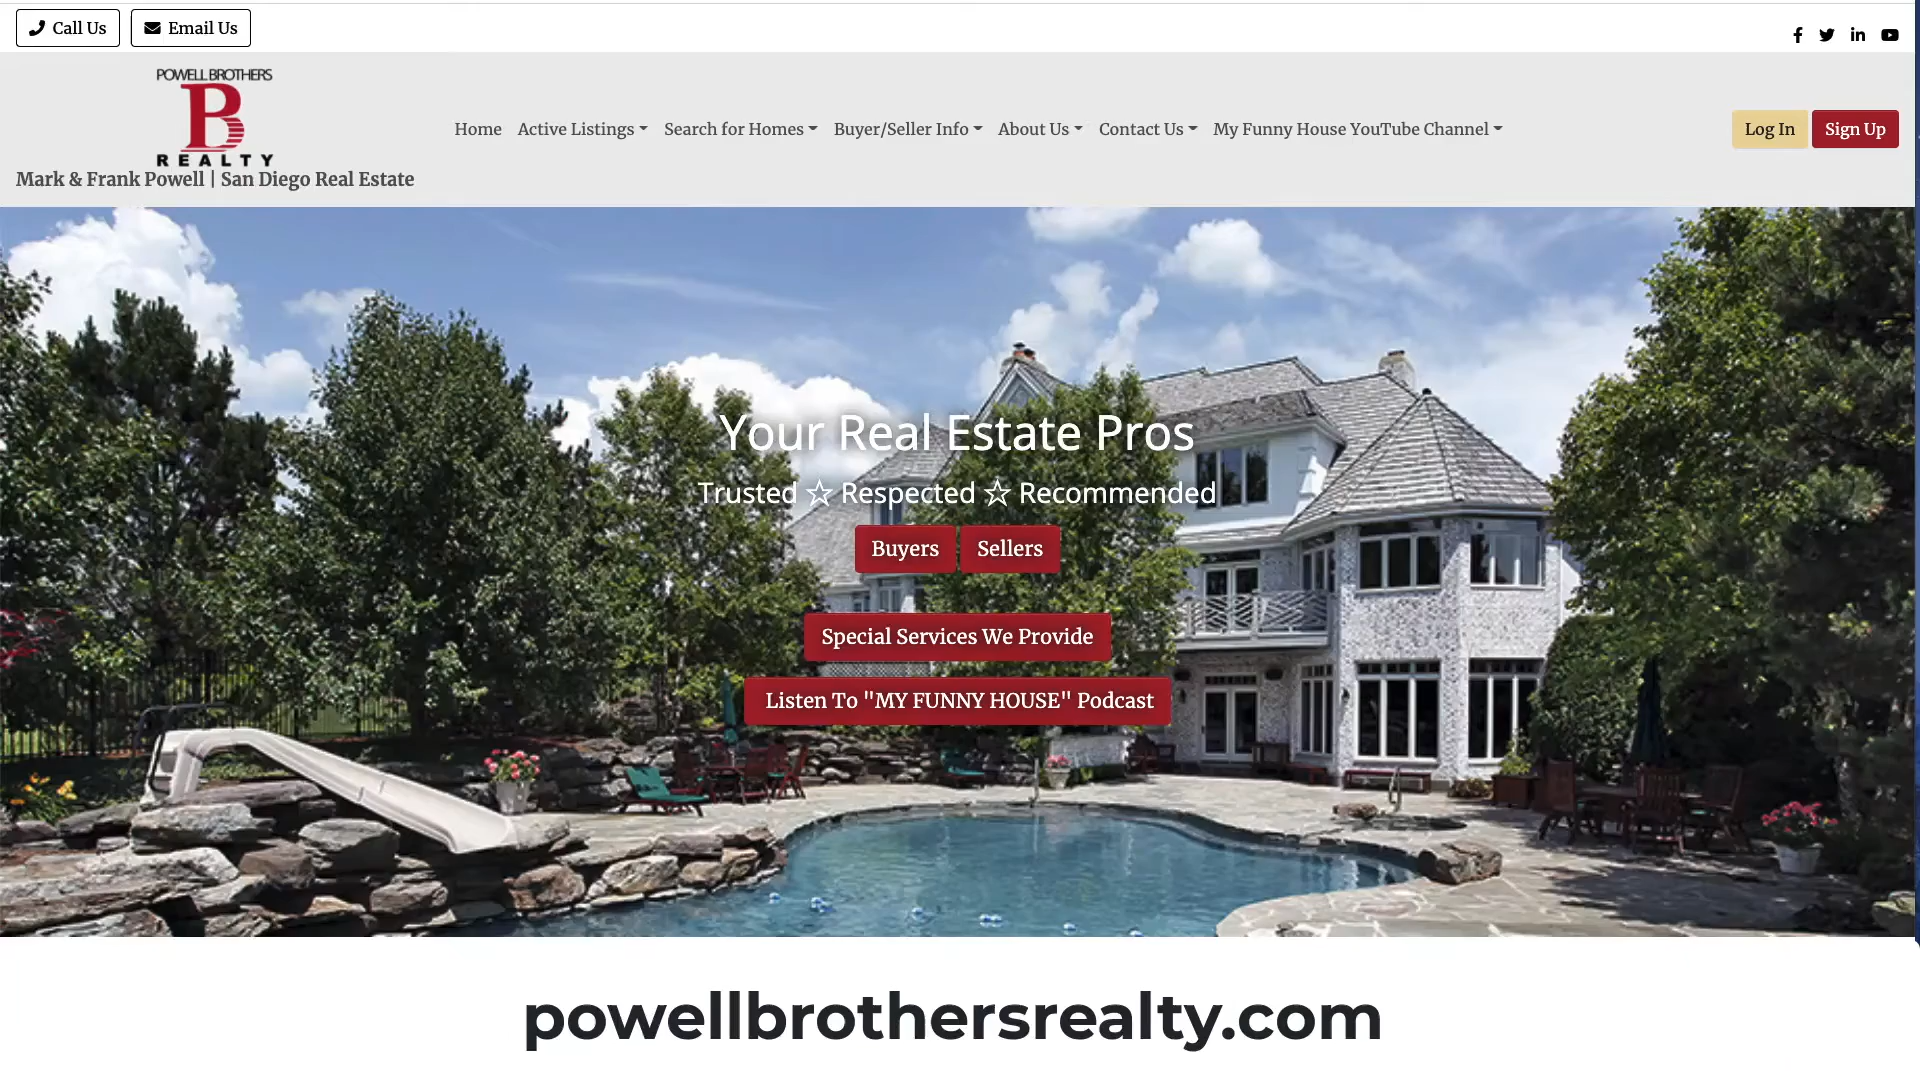 Call Us
Email Us
POWELL BROTHERS
B
REALTY
Mark & Frank Powell | San Diego Real Estate
Home Active Listings Search for Homes Buyer/Seller Info About Us Contact Us My Funny House YouTube Channel
Log In
Sign Up
Your Real Estate Pros
Trusted ☆ Respected ☆ Recommended
Buyers
Sellers
Special Services We Provide
Listen To "MY FUNNY HOUSE" Podcast
powellbrothersrealty.com